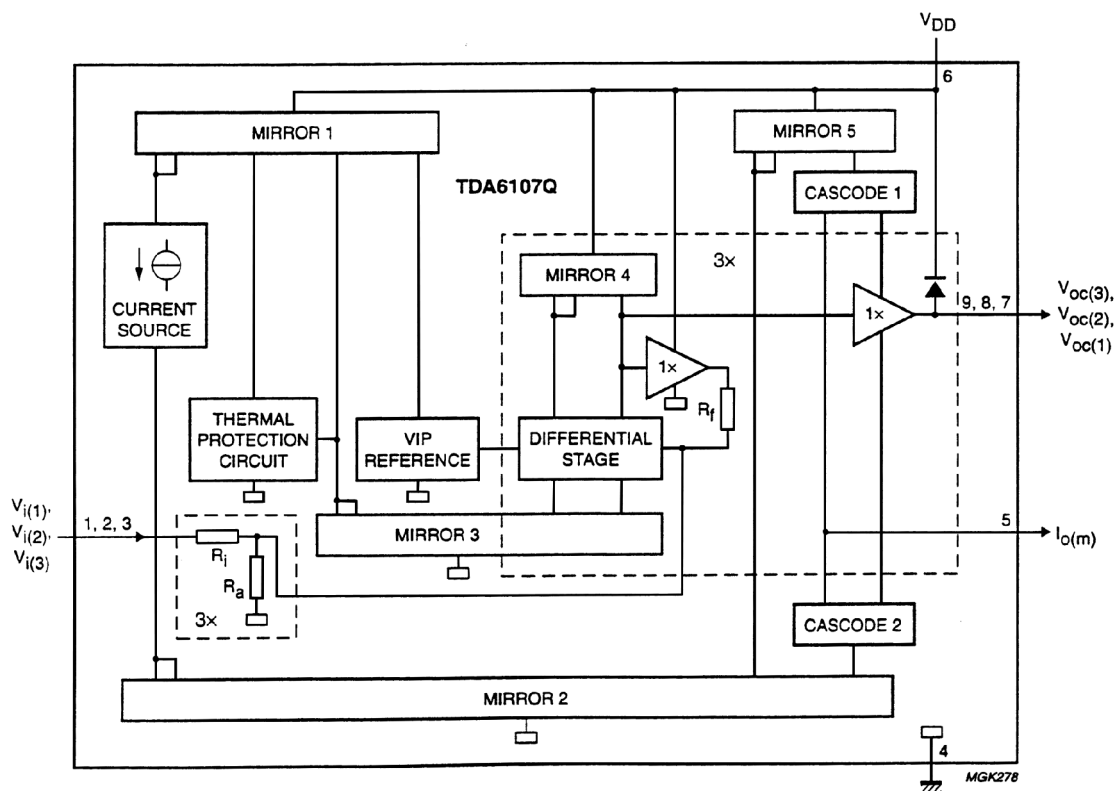 VDD
6
MIRROR 1
MIRROR 5
TDA6107Q
CASCODE 1
3×
MIRROR 4
CURRENT
SOURCE
1×
9, 8, 7
Voc(3),
Voc(2),
Voc(1)
1×
Rf
THERMAL
PROTECTION
CIRCUIT
VIP
REFERENCE
DIFFERENTIAL
STAGE
Vi(1),
Vi(2),
Vi(3)
1, 2, 3
Ri
Ra
3×
MIRROR 3
5
Io(m)
CASCODE 2
MIRROR 2
4
MGK278